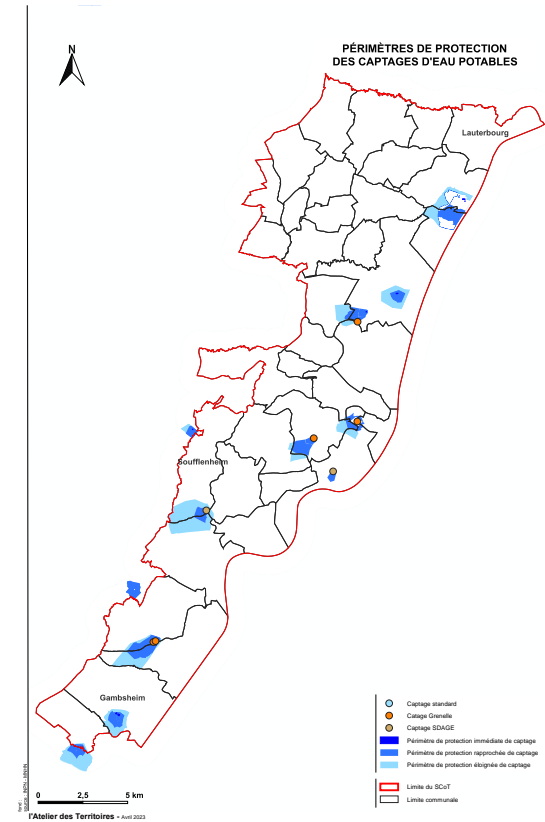 N
PÉRIMÈTRES DE PROTECTION
DES CAPTAGES D'EAU POTABLES
Lauterbourg
Soufflenheim
Gambsheim
Captage standard
Catage Grenelle
Captage SDAGE
Périmètre de protection immédiate de captage
Périmètre de protection rapprochée de captage
Périmètre de protection éloignée de captage
Limite du SCoT
Limite communale
0 2,5 5 km
l'Atelier des Territoires - Avril 2023